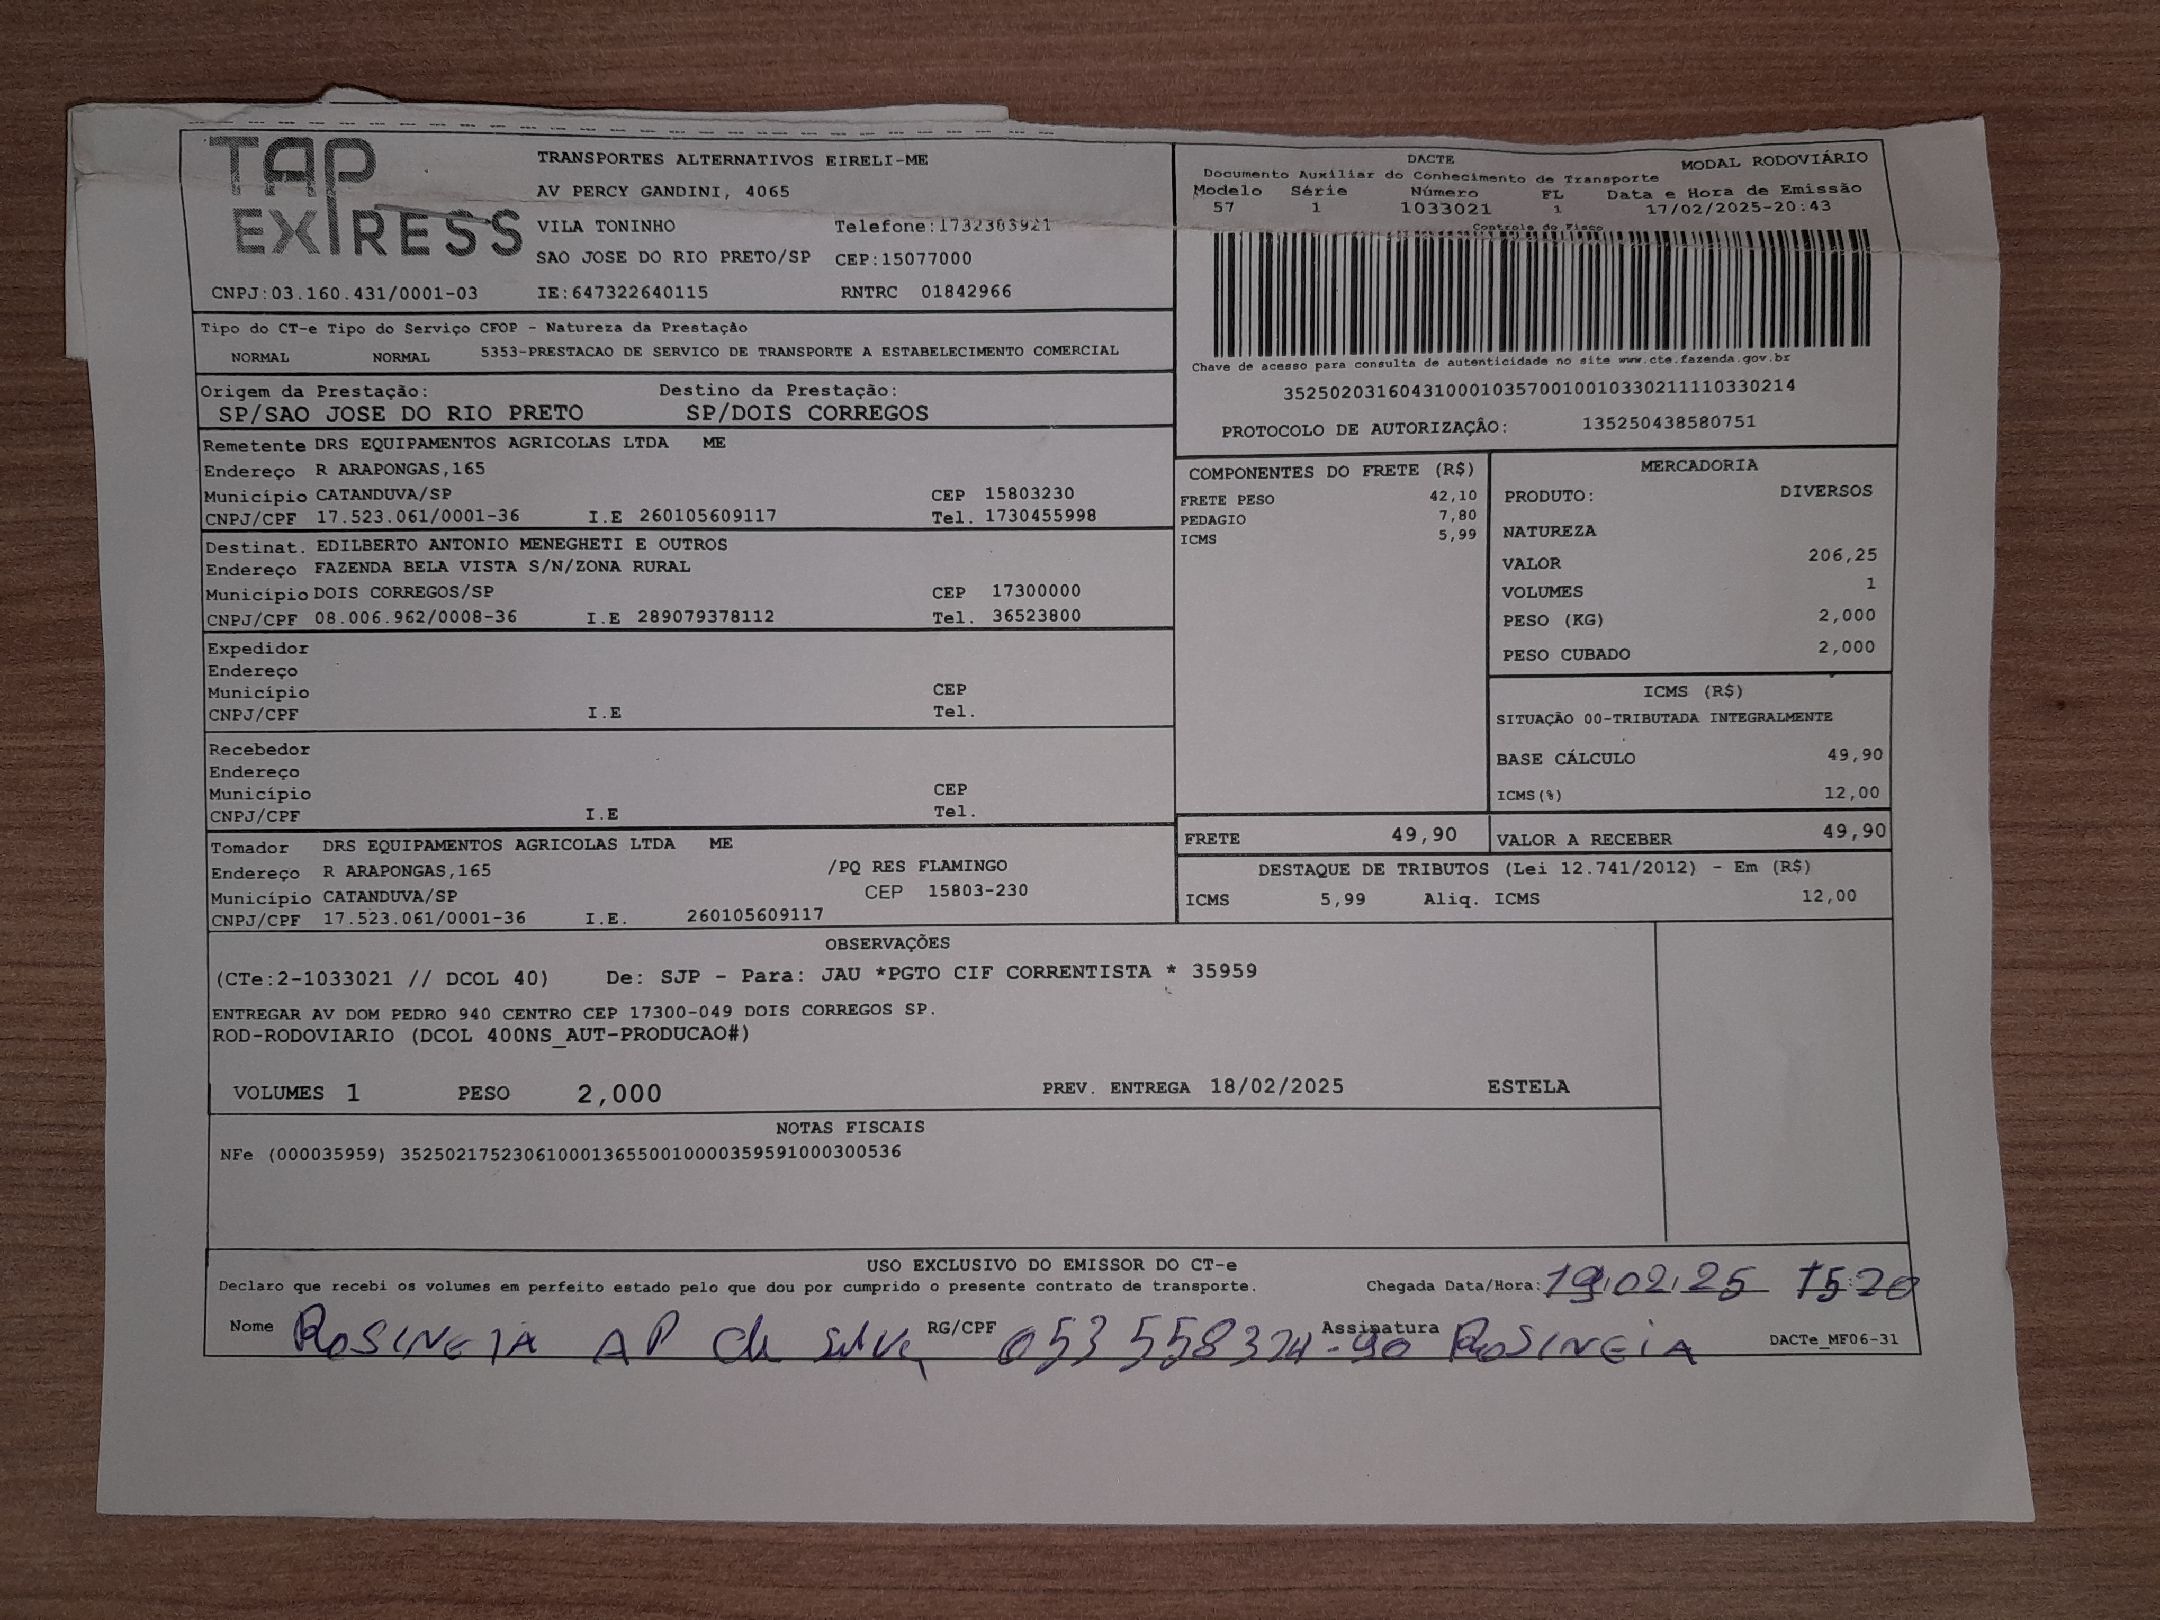 TAP
EXPRESS
TRANSPORTES ALTERNATIVOS EIRELI-ME
AV PERCY GANDINI, 4065
VILA TONINHO Telefone:
SAO JOSE DO RIO PRETO/SP CEP:15077000
CNPJ:03.160.431/0001-03 IE:647322640115 RNTRC 01842966
DACTE MODAL RODOVIÁRIO
Documento Auxiliar do Conhecimento de Transporte
Modelo Série Número FL Data e Hora de Emissão
57 1 1033021 1 17/02/2025-20:43
Controle do Fisco
Chave de acesso para consulta de autenticidade no site www.cte.fazenda.gov.br
35250203160431000103570010010330211110330214
PROTOCOLO DE AUTORIZAÇÂO: 135250438580751
Tipo do CT-e Tipo do Serviço CFOP - Natureza da Prestação
NORMAL NORMAL 5353-PRESTACAO DE SERVICO DE TRANSPORTE A ESTABELECIMENTO COMERCIAL
Origem da Prestação: Destino da Prestação:
SP/SAO JOSE DO RIO PRETO SP/DOIS CORREGOS
Remetente DRS EQUIPAMENTOS AGRICOLAS LTDA ME
Endereço R ARAPONGAS,165
Município CATANDUVA/SP CEP 15803230
CNPJ/CPF 17.523.061/0001-36 I.E 260105609117 Tel. 1730455998
Destinat. EDILBERTO ANTONIO MENEGHETI E OUTROS
Endereço FAZENDA BELA VISTA S/N/ZONA RURAL
Município DOIS CORREGOS/SP CEP 17300000
CNPJ/CPF 08.006.962/0008-36 I.E 289079378112 Tel. 36523800
Expedidor
Endereço
Município CEP
CNPJ/CPF I.E Tel.
Recebedor
Endereço
Município CEP
CNPJ/CPF I.E Tel.
Tomador DRS EQUIPAMENTOS AGRICOLAS LTDA ME
Endereço R ARAPONGAS,165 /PQ RES FLAMINGO
Município CATANDUVA/SP CEP 15803-230
CNPJ/CPF 17.523.061/0001-36 I.E. 260105609117
COMPONENTES DO FRETE (R$)
FRETE PESO 42,10
PEDAGIO 7,80
ICMS 5,99
MERCADORIA
PRODUTO: DIVERSOS
NATUREZA
VALOR 206,25
VOLUMES 1
PESO (KG) 2,000
PESO CUBADO 2,000
ICMS (R$)
SITUAÇÃO 00-TRIBUTADA INTEGRALMENTE
BASE CÁLCULO 49,90
ICMS(%) 12,00
FRETE 49,90 VALOR A RECEBER 49,90
DESTAQUE DE TRIBUTOS (Lei 12.741/2012) - Em (R$)
ICMS 5,99 Aliq. ICMS 12,00
OBSERVAÇÕES
(CTe:2-1033021 // DCOL 40) De: SJP - Para: JAU *PGTO CIF CORRENTISTA * 35959
ENTREGAR AV DOM PEDRO 940 CENTRO CEP 17300-049 DOIS CORREGOS SP.
ROD-RODOVIARIO (DCOL 400NS_AUT-PRODUCAO#)
VOLUMES 1 PESO 2,000 PREV. ENTREGA 18/02/2025 ESTELA
NOTAS FISCAIS
NFe (000035959) 35250217523061000136550010000359591000300536
USO EXCLUSIVO DO EMISSOR DO CT-e
Declaro que recebi os volumes em perfeito estado pelo que dou por cumprido o presente contrato de transporte. Chegada Data/Hora: 19/02/25 15:20
Nome ROSINEIA AP da Silva RG/CPF Assinatura ROSINEIA DACTe_MF06-31